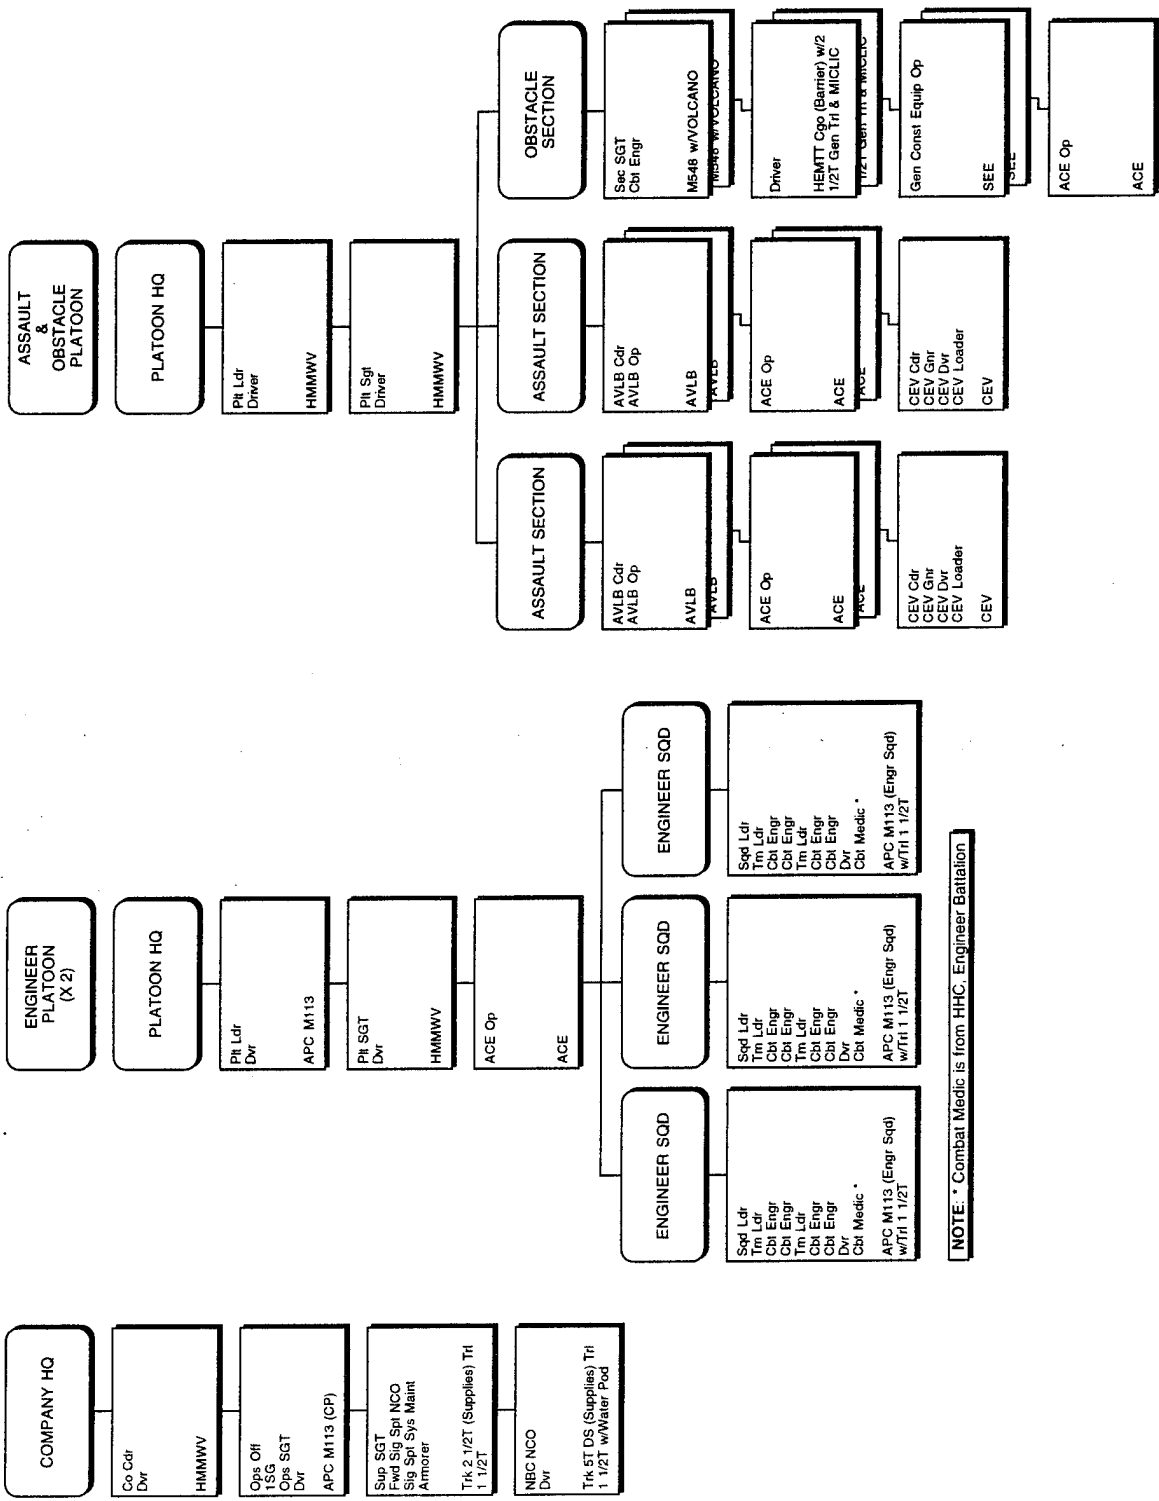 COMPANY HQ
Co Cdr
Dvr
HMMWV
Ops Off
1SG
Ops SGT
Dvr
APC M113 (CP)
Sup SGT
Fwd Sig Spt NCO
Sig Spt Sys Maint
Armorer
Trk 2 1/2T (Supplies) Trl
1 1/2T
NBC NCO
Dvr
Trk 5T DS (Supplies) Trl
1 1/2T w/Water Pod
ENGINEER
PLATOON
(X 2)
PLATOON HQ
Plt Ldr
Dvr
APC M113
Plt SGT
Dvr
HMMWV
ACE Op
ACE
ENGINEER SQD
Sqd Ldr
Tm Ldr
Cbt Engr
Cbt Engr
Tm Ldr
Cbt Engr
Cbt Engr
Dvr
Cbt Medic *
APC M113 (Engr Sqd)
w/Trl 1 1/2T
ENGINEER SQD
Sqd Ldr
Tm Ldr
Cbt Engr
Cbt Engr
Tm Ldr
Cbt Engr
Cbt Engr
Dvr
Cbt Medic *
APC M113 (Engr Sqd)
w/Trl 1 1/2T
ENGINEER SQD
Sqd Ldr
Tm Ldr
Cbt Engr
Cbt Engr
Tm Ldr
Cbt Engr
Cbt Engr
Dvr
Cbt Medic *
APC M113 (Engr Sqd)
w/Trl 1 1/2T
NOTE: * Combat Medic is from HHC, Engineer Battalion
ASSAULT
&
OBSTACLE
PLATOON
PLATOON HQ
Plt Ldr
Driver
HMMWV
Plt Sgt
Driver
HMMWV
ASSAULT SECTION
AVLB Cdr
AVLB Op
AVLB
AVLB
ACE Op
ACE
ACE
CEV Cdr
CEV Gnr
CEV Dvr
CEV Loader
CEV
ASSAULT SECTION
AVLB Cdr
AVLB Op
AVLB
AVLB
ACE Op
ACE
ACE
CEV Cdr
CEV Gnr
CEV Dvr
CEV Loader
CEV
OBSTACLE
SECTION
Sec SGT
Cbt Engr
M548 w/VOLCANO
M548 w/VOLCANO
Driver
HEMTT Cgo (Barrier) w/2
1/2T Gen Trl & MICLIC
1/2T Gen Trl & MICLIC
Gen Const Equip Op
SEE
SEE
ACE Op
ACE